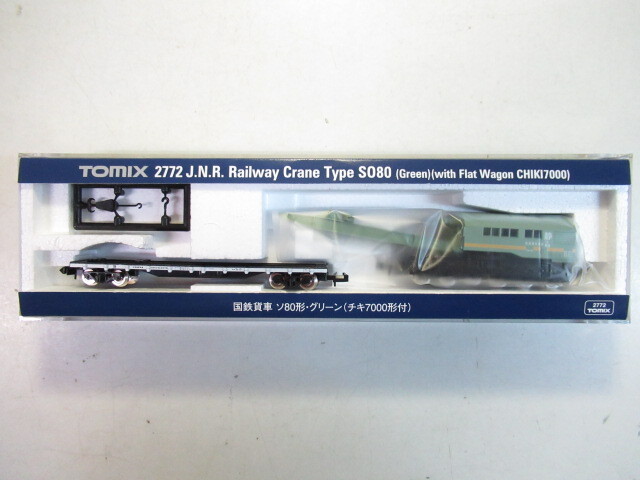 TOMIX 2772 J.N.R. Railway Crane Type SO80 (Green)(with Flat Wagon CHIKI7000)
国鉄貨車 ソ80形・グリーン(チキ7000形付)
2772
TOMIX